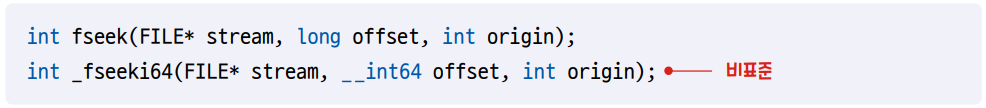 int fseek(FILE* stream, long offset, int origin);
int _fseeki64(FILE* stream, __int64 offset, int origin); 비표준